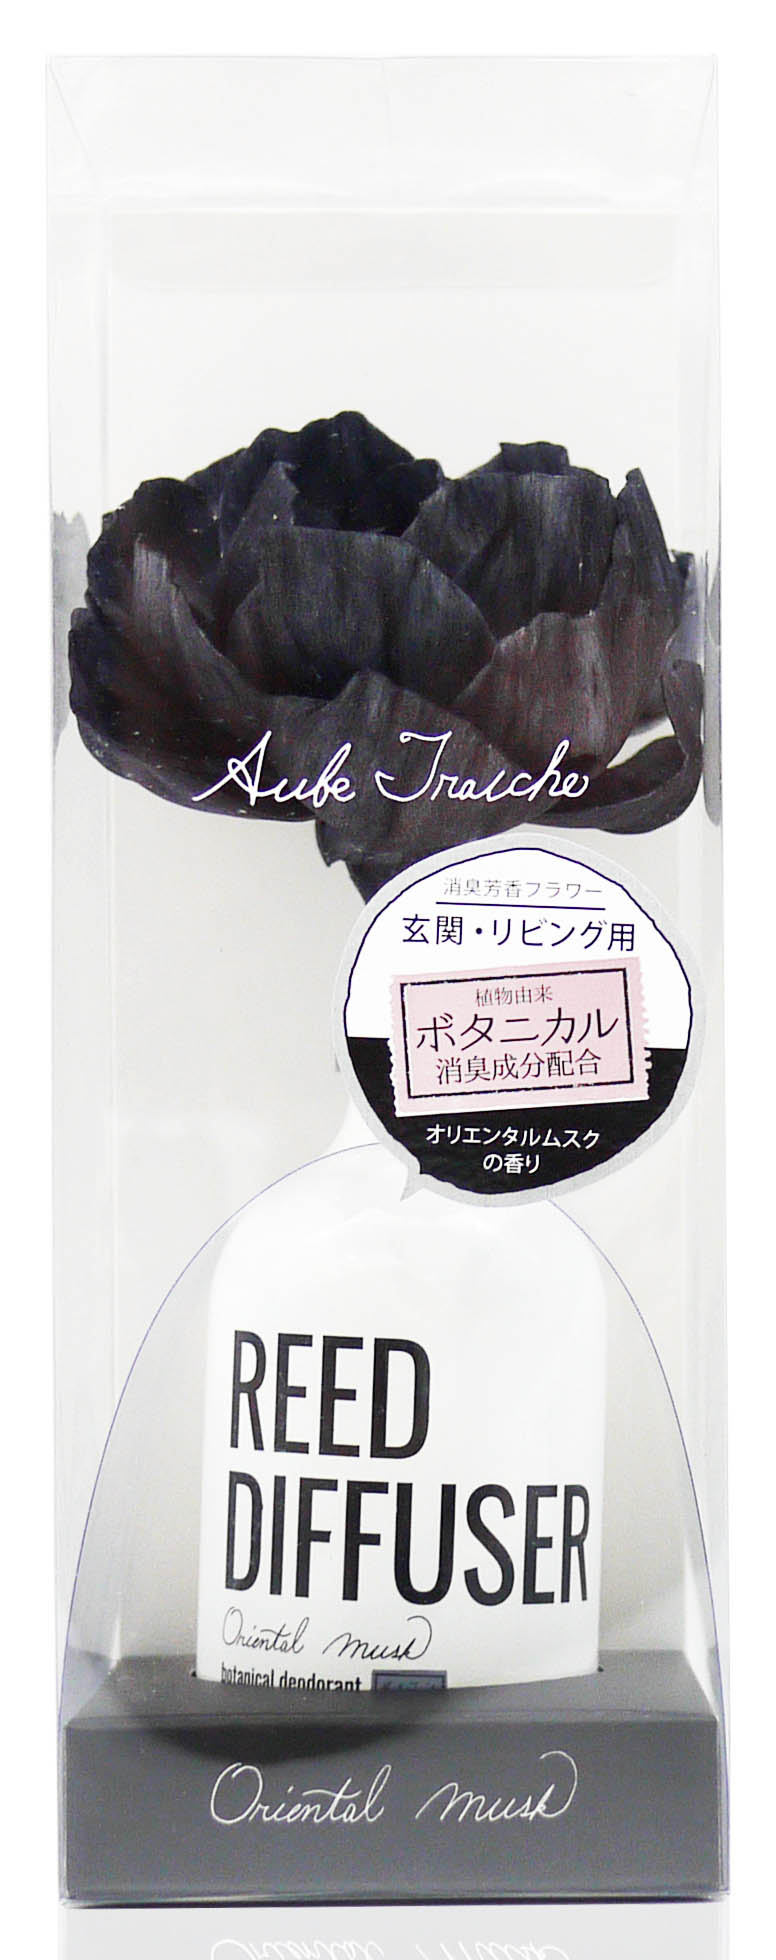 Aube Fraîche
消臭芳香フラワー
玄関・リビング用
植物由来
ボタニカル
消臭成分配合
オリエンタルムスク
の香り
REED
DIFFUSER
Oriental musk
botanical deodorant
Oriental musk